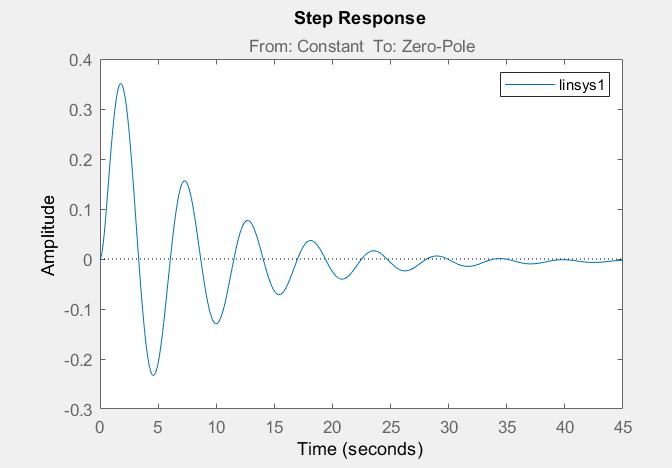 Step Response
From: Constant To: Zero-Pole
linsys1
Amplitude
0.4
0.3
0.2
0.1
0
-0.1
-0.2
-0.3
0 5 10 15 20 25 30 35 40 45
Time (seconds)